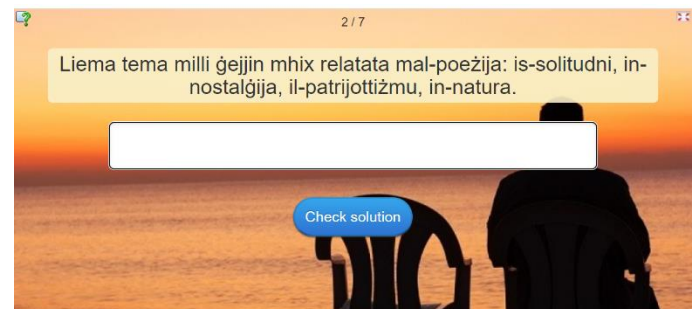 2 / 7
Liema tema milli ġejjin mhix relatata mal-poeżija: is-solitudni, in-
nostalġija, il-patrijottiżmu, in-natura.
Check solution